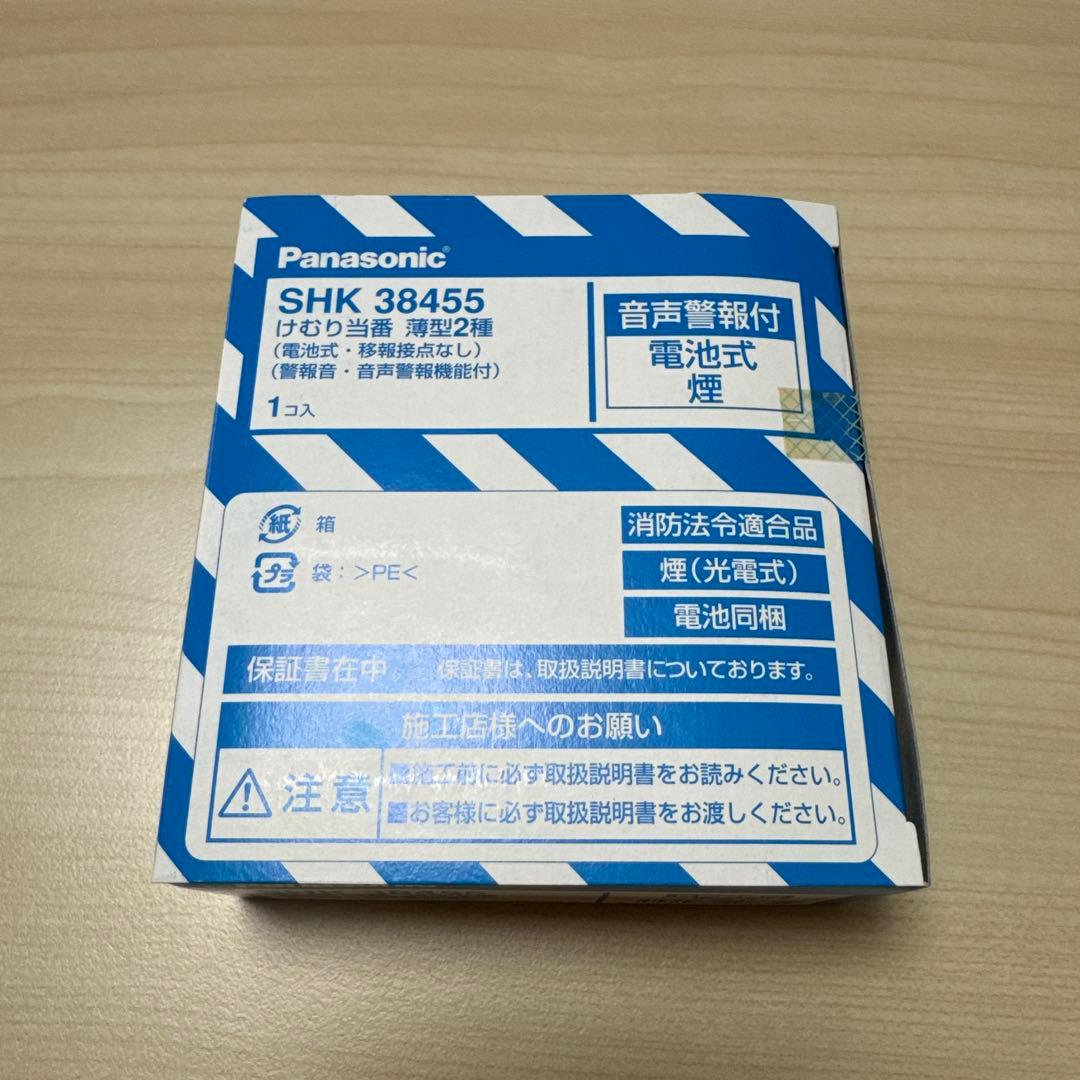 Panasonic
SHK 38455
けむり当番 薄型2種
(電池式・移報接点なし)
(警報音・音声警報機能付)
1コ入
音声警報付
電池式
煙
紙 箱
プラ 袋：>PE<
消防法令適合品
煙(光電式)
電池同梱
保証書在中。 保証書は、取扱説明書についております。
施工店様へのお願い
注意
■施工前に必ず取扱説明書をお読みください。
■お客様に必ず取扱説明書をお渡しください。